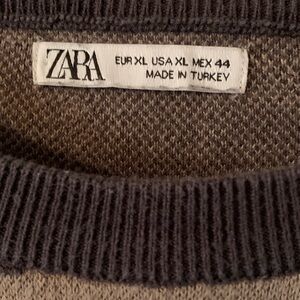 ZARA
EUR XL USA XL MEX 44
MADE IN TURKEY